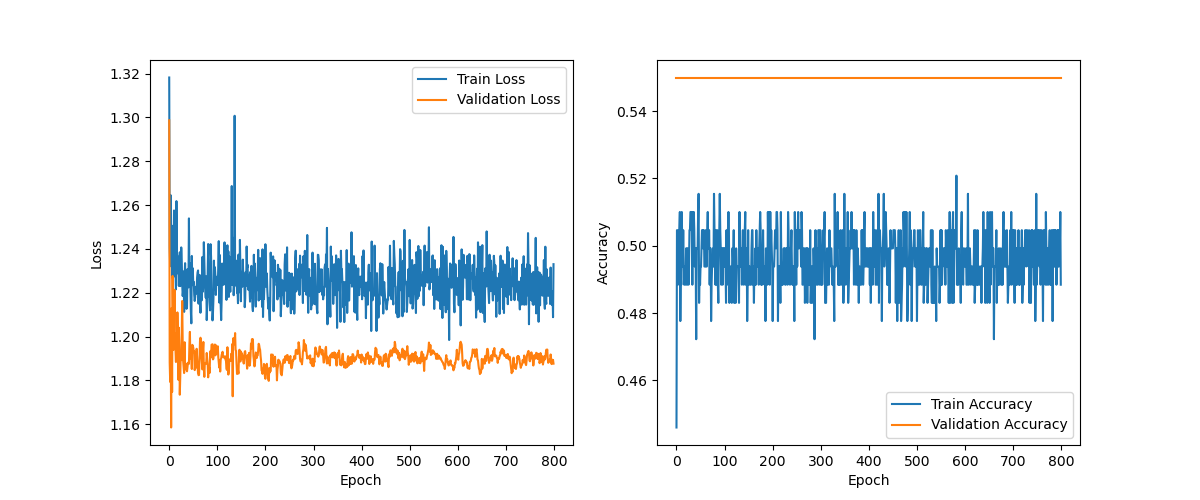 1.32
1.30
1.28
1.26
1.24
1.22
1.20
1.18
1.16
Loss
0 100 200 300 400 500 600 700 800
Epoch
Train Loss
Validation Loss
0.54
0.52
0.50
0.48
0.46
Accuracy
0 100 200 300 400 500 600 700 800
Epoch
Train Accuracy
Validation Accuracy